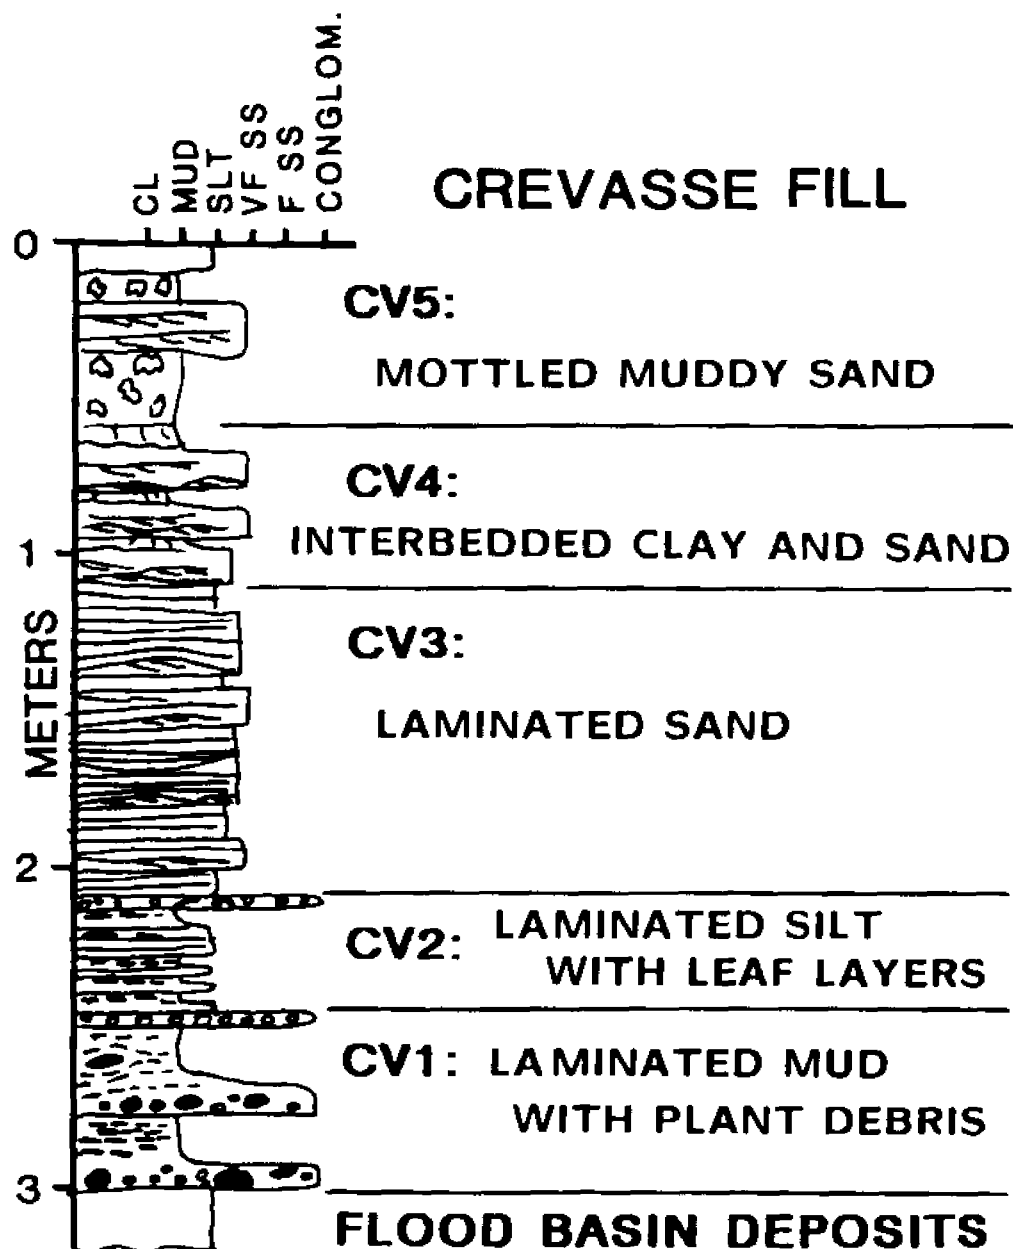 CL
MUD
SLT
VF SS
F SS
CONGLOM.
CREVASSE FILL
0
CV5:
MOTTLED MUDDY SAND
CV4:
INTERBEDDED CLAY AND SAND
1
METERS
CV3:
LAMINATED SAND
2
CV2: LAMINATED SILT
WITH LEAF LAYERS
CV1: LAMINATED MUD
WITH PLANT DEBRIS
3
FLOOD BASIN DEPOSITS